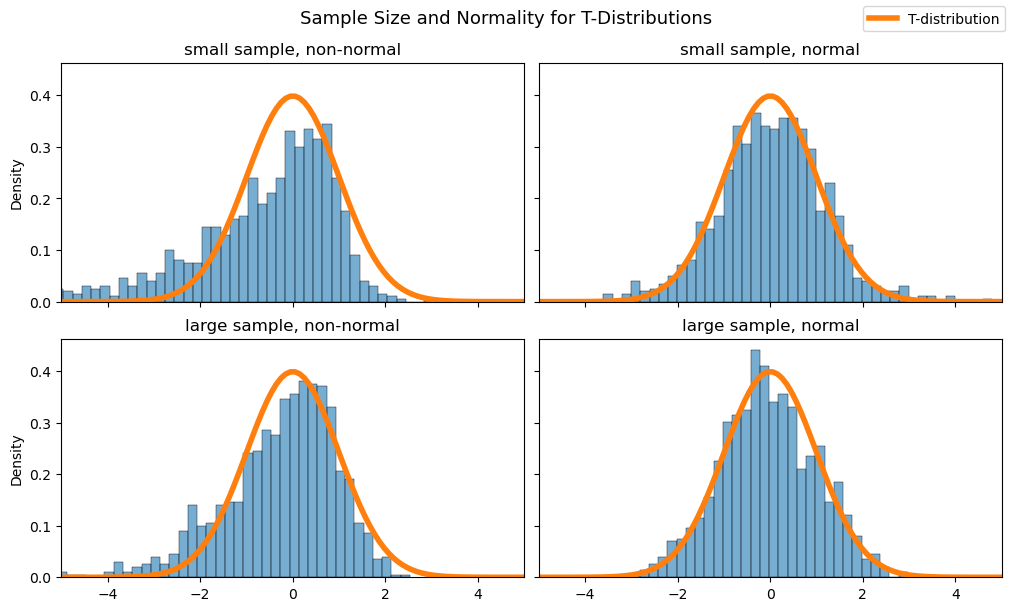 Sample Size and Normality for T-Distributions
T-distribution
small sample, non-normal
small sample, normal
0.4
0.3
0.2
0.1
0.0
Density
large sample, non-normal
large sample, normal
0.4
0.3
0.2
0.1
0.0
Density
−4 −2 0 2 4
−4 −2 0 2 4